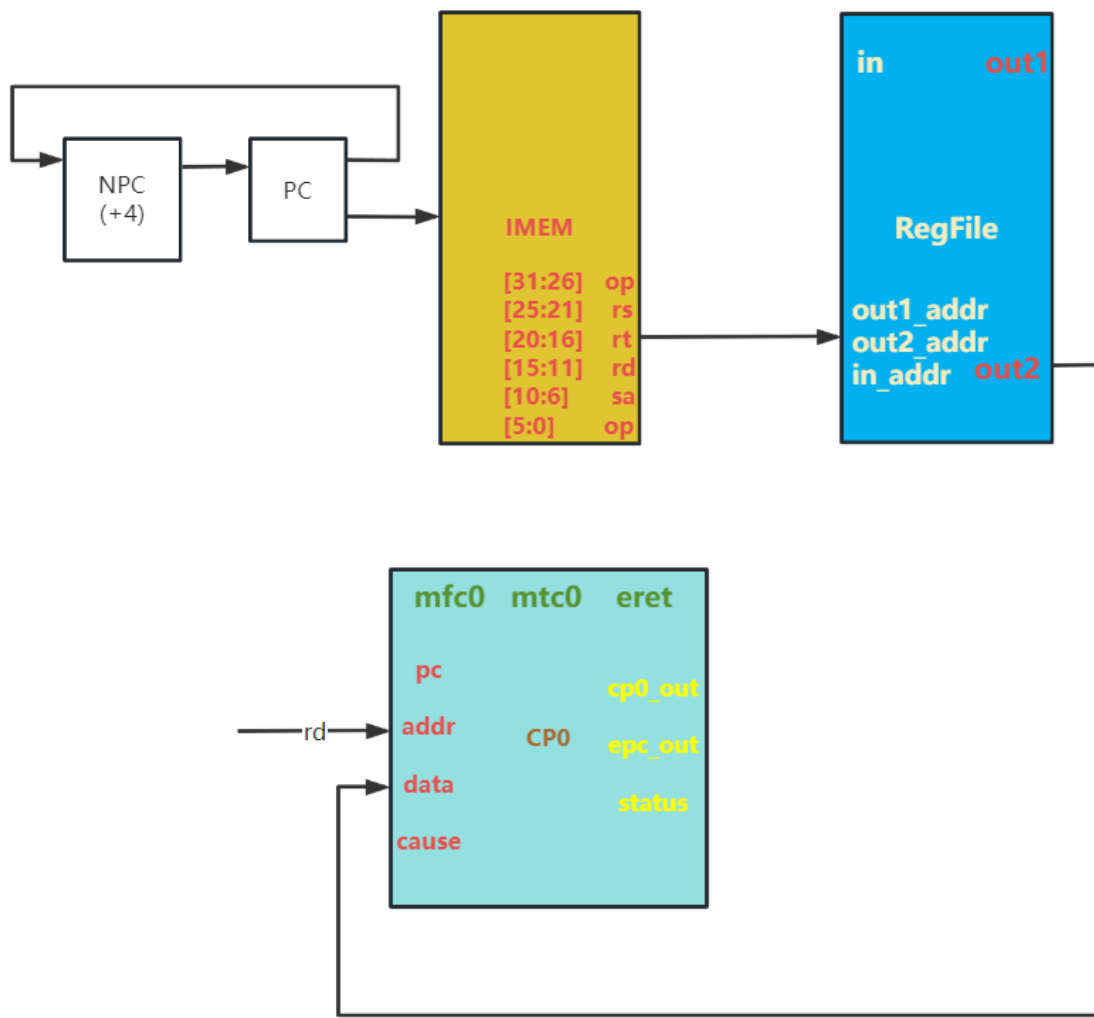 NPC
(+4)
PC
IMEM
[31:26] op
[25:21] rs
[20:16] rt
[15:11] rd
[10:6] sa
[5:0] op
in out1
RegFile
out1_addr
out2_addr
in_addr out2
mfc0 mtc0 eret
pc
cp0_out
rd
addr
CP0
epc_out
data
status
cause